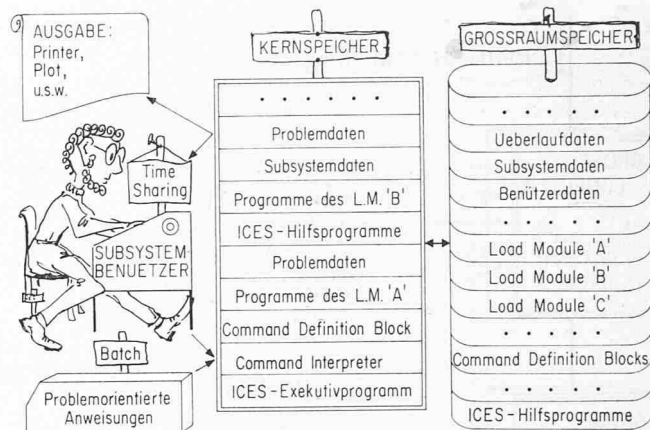 AUSGABE:
Printer,
Plot,
u.s.w.
Time
Sharing
SUBSYSTEM-
BENUETZER
Batch
Problemorientierte
Anweisungen
KERNSPEICHER
. . . . . .
Problemdaten
Subsystemdaten
Programme des L.M. 'B'
ICES-Hilfsprogramme
Problemdaten
Programme des L.M. 'A'
Command Definition Block
Command Interpreter
ICES-Exekutivprogramm
GROSSRAUMSPEICHER
. . . . .
Ueberlaufdaten
Subsystemdaten
Benützerdaten
. . . . .
Load Module 'A'
Load Module 'B'
Load Module 'C'
. . . . .
Command Definition Blocks
. . . . .
ICES-Hilfsprogramme